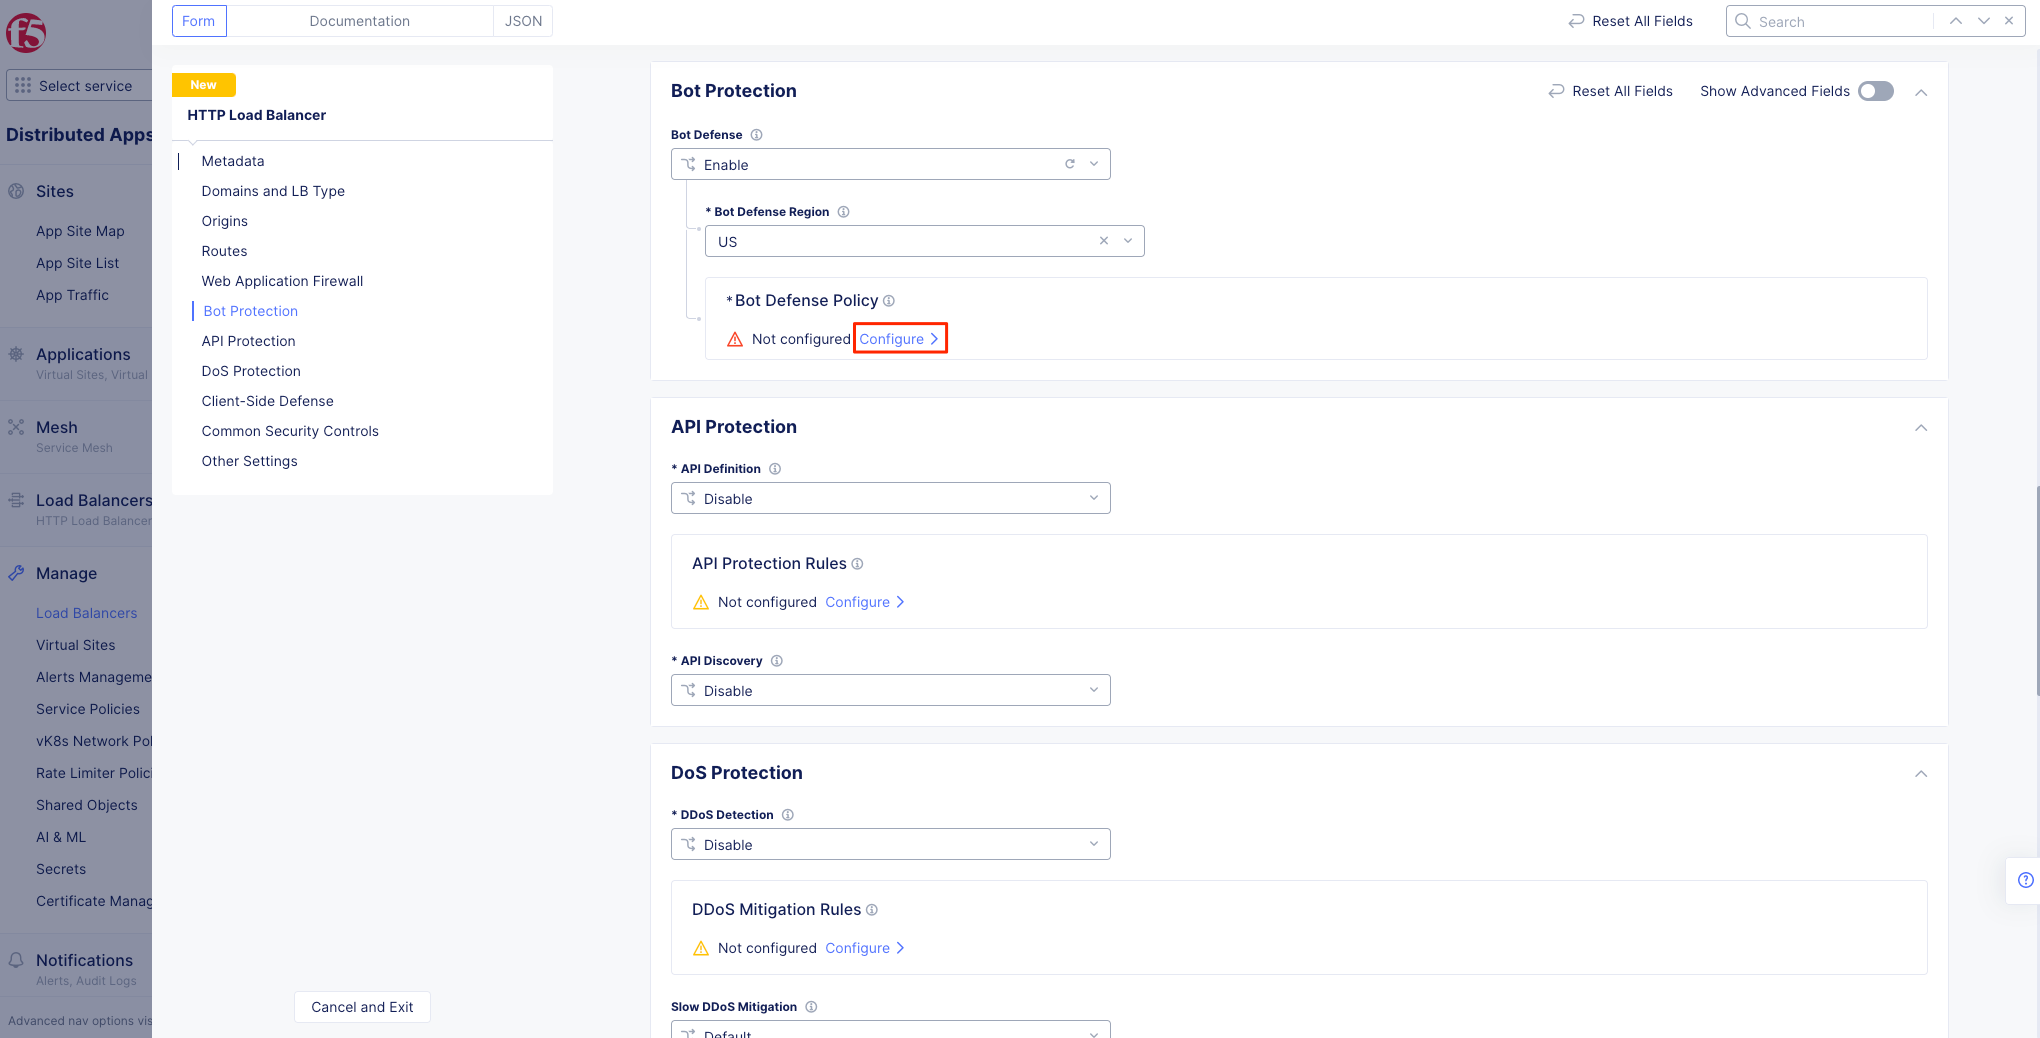 Form
Documentation
JSON
Reset All Fields
Search
f5
Select service
Distributed Apps
Sites
App Site Map
App Site List
App Traffic
Applications
Virtual Sites, Virtual
Mesh
Service Mesh
Load Balancers
HTTP Load Balancer
Manage
Load Balancers
Virtual Sites
Alerts Manageme
Service Policies
vK8s Network Pol
Rate Limiter Polici
Shared Objects
AI & ML
Secrets
Certificate Manag
Notifications
Alerts, Audit Logs
Advanced nav options vis
New
HTTP Load Balancer
Metadata
Domains and LB Type
Origins
Routes
Web Application Firewall
Bot Protection
API Protection
DoS Protection
Client-Side Defense
Common Security Controls
Other Settings
Cancel and Exit
Bot Protection
Reset All Fields
Show Advanced Fields
Bot Defense
Enable
* Bot Defense Region
US
* Bot Defense Policy
Not configured Configure
API Protection
* API Definition
Disable
API Protection Rules
Not configured Configure
* API Discovery
Disable
DoS Protection
* DDoS Detection
Disable
DDoS Mitigation Rules
Not configured Configure
Slow DDoS Mitigation
Default